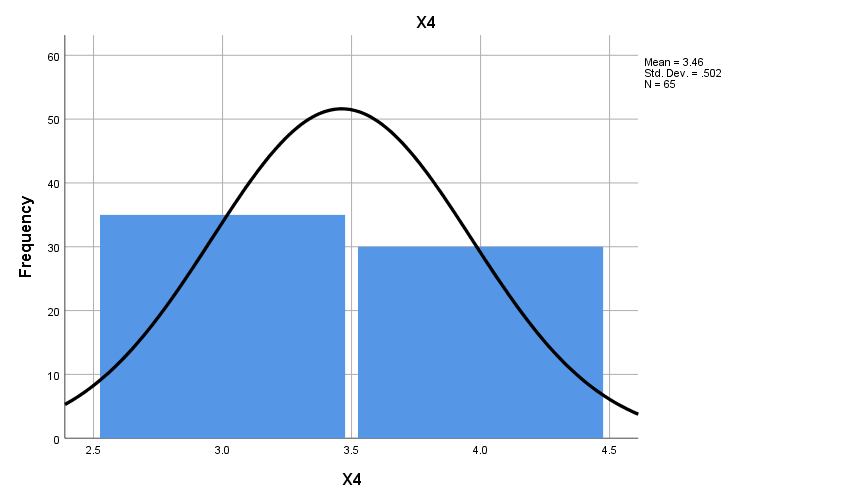 X4
Mean = 3.46
Std. Dev. = .502
N = 65
60
50
40
30
20
10
0
Frequency
2.5 3.0 3.5 4.0 4.5
X4